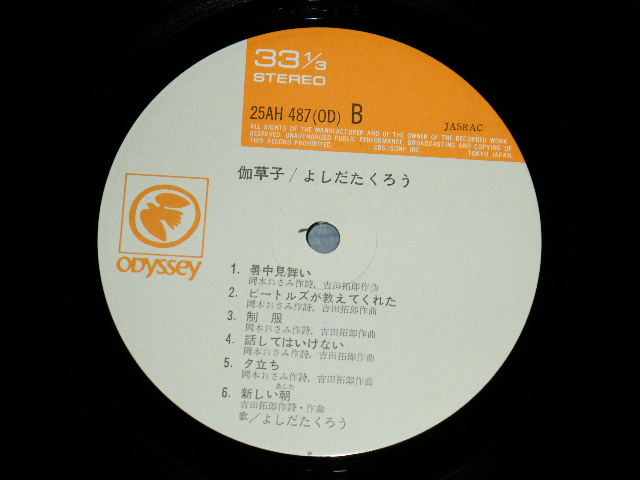 33 1/3
STEREO
25AH 487(OD) B
JASRAC
ALL RIGHTS OF THE MANUFACTURER AND OF THE OWNER OF THE RECORDED WORK
RESERVED. UNAUTHORIZED PUBLIC PERFORMANCE, BROADCASTING AND COPYING OF
THIS RECORD PROHIBITED. CBS/SONY INC. TOKYO JAPAN
伽草子/よしだたくろう
ODYSSEY
1. 暑中見舞い
岡本おさみ作詩, 吉田拓郎作曲
2. ビートルズが教えてくれた
岡本おさみ作詩, 吉田拓郎作曲
3. 制服
岡本おさみ作詩, 吉田拓郎作曲
4. 話してはいけない
岡本おさみ作詩, 吉田拓郎作曲
5. 夕立ち
岡本おさみ作詩, 吉田拓郎作曲
あした
6. 新しい朝
吉田拓郎作詩・作曲
歌/よしだたくろう